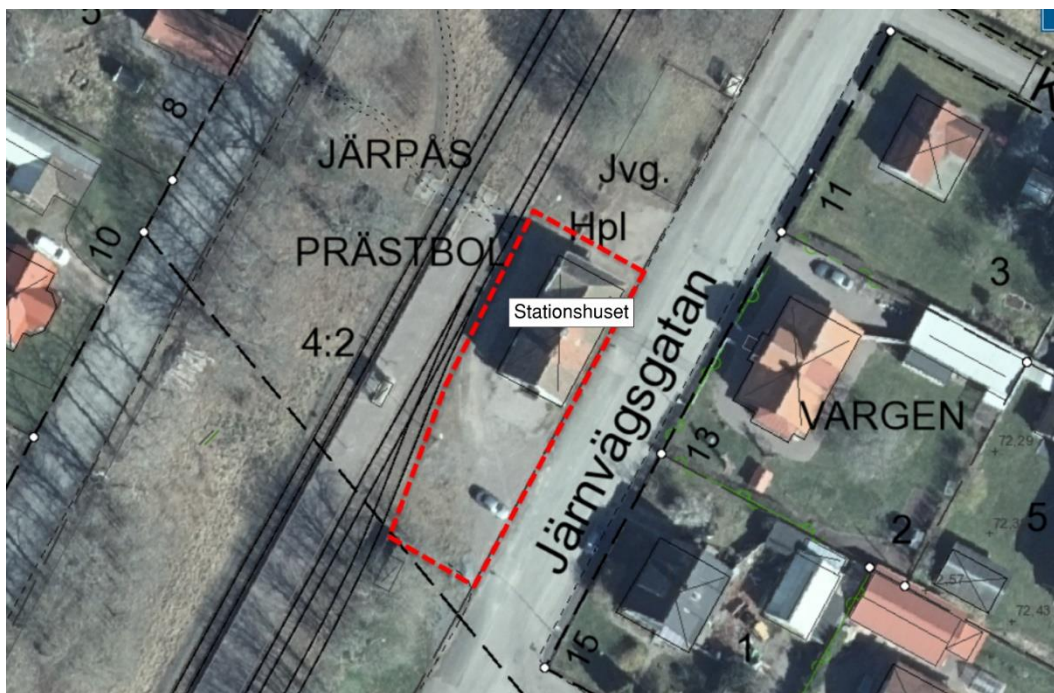 5
8
JÄRPÅS
Jvg.
K
11
10
PRÄSTBOL
Hpl
3
Stationshuset
4:2
Järnvägsgatan
VARGEN
13
72,29
2
5
72,43
15
1